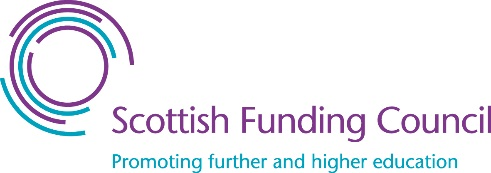 Scottish Funding Council
Promoting further and higher education